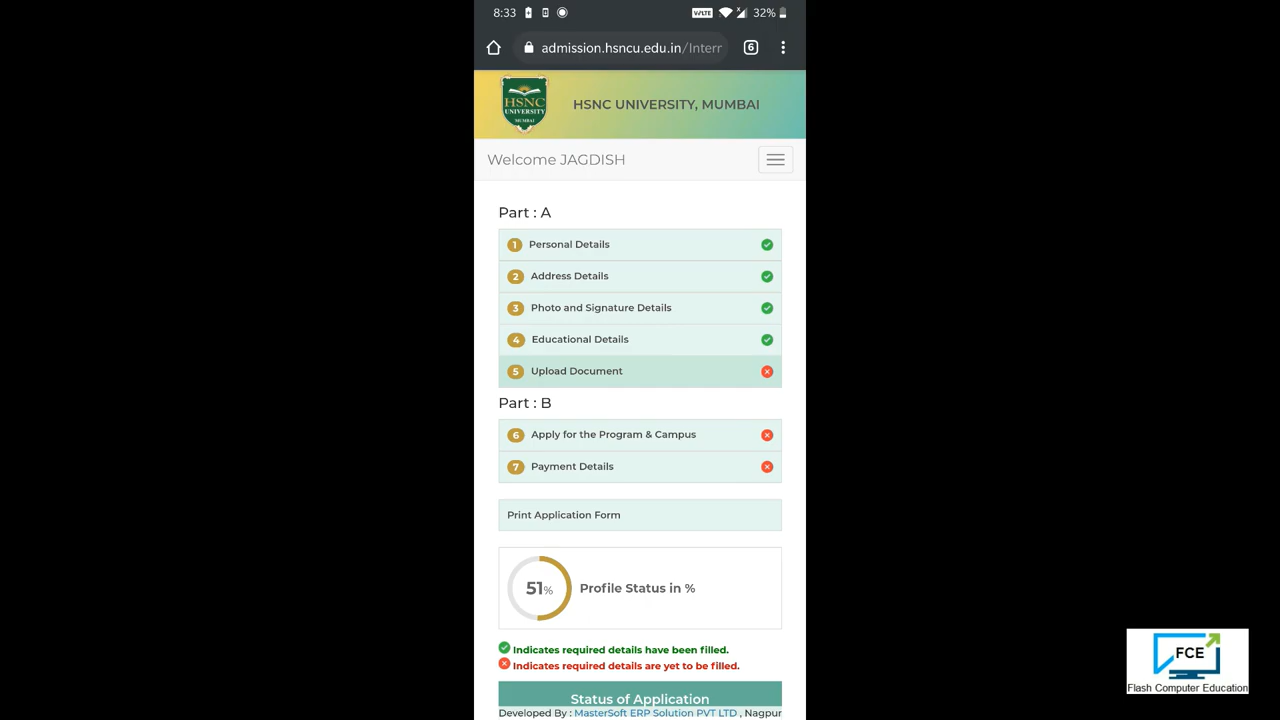 8:33
VoLTE
32%
admission.hsncu.edu.in/Interr
6
HSNC
UNIVERSITY
MUMBAI
HSNC UNIVERSITY, MUMBAI
Welcome JAGDISH
Part : A
1 Personal Details
2 Address Details
3 Photo and Signature Details
4 Educational Details
5 Upload Document
Part : B
6 Apply for the Program & Campus
7 Payment Details
Print Application Form
51% Profile Status in %
Indicates required details have been filled.
Indicates required details are yet to be filled.
Status of Application
Developed By : MasterSoft ERP Solution PVT LTD , Nagpur
FCE
Flash Computer Education